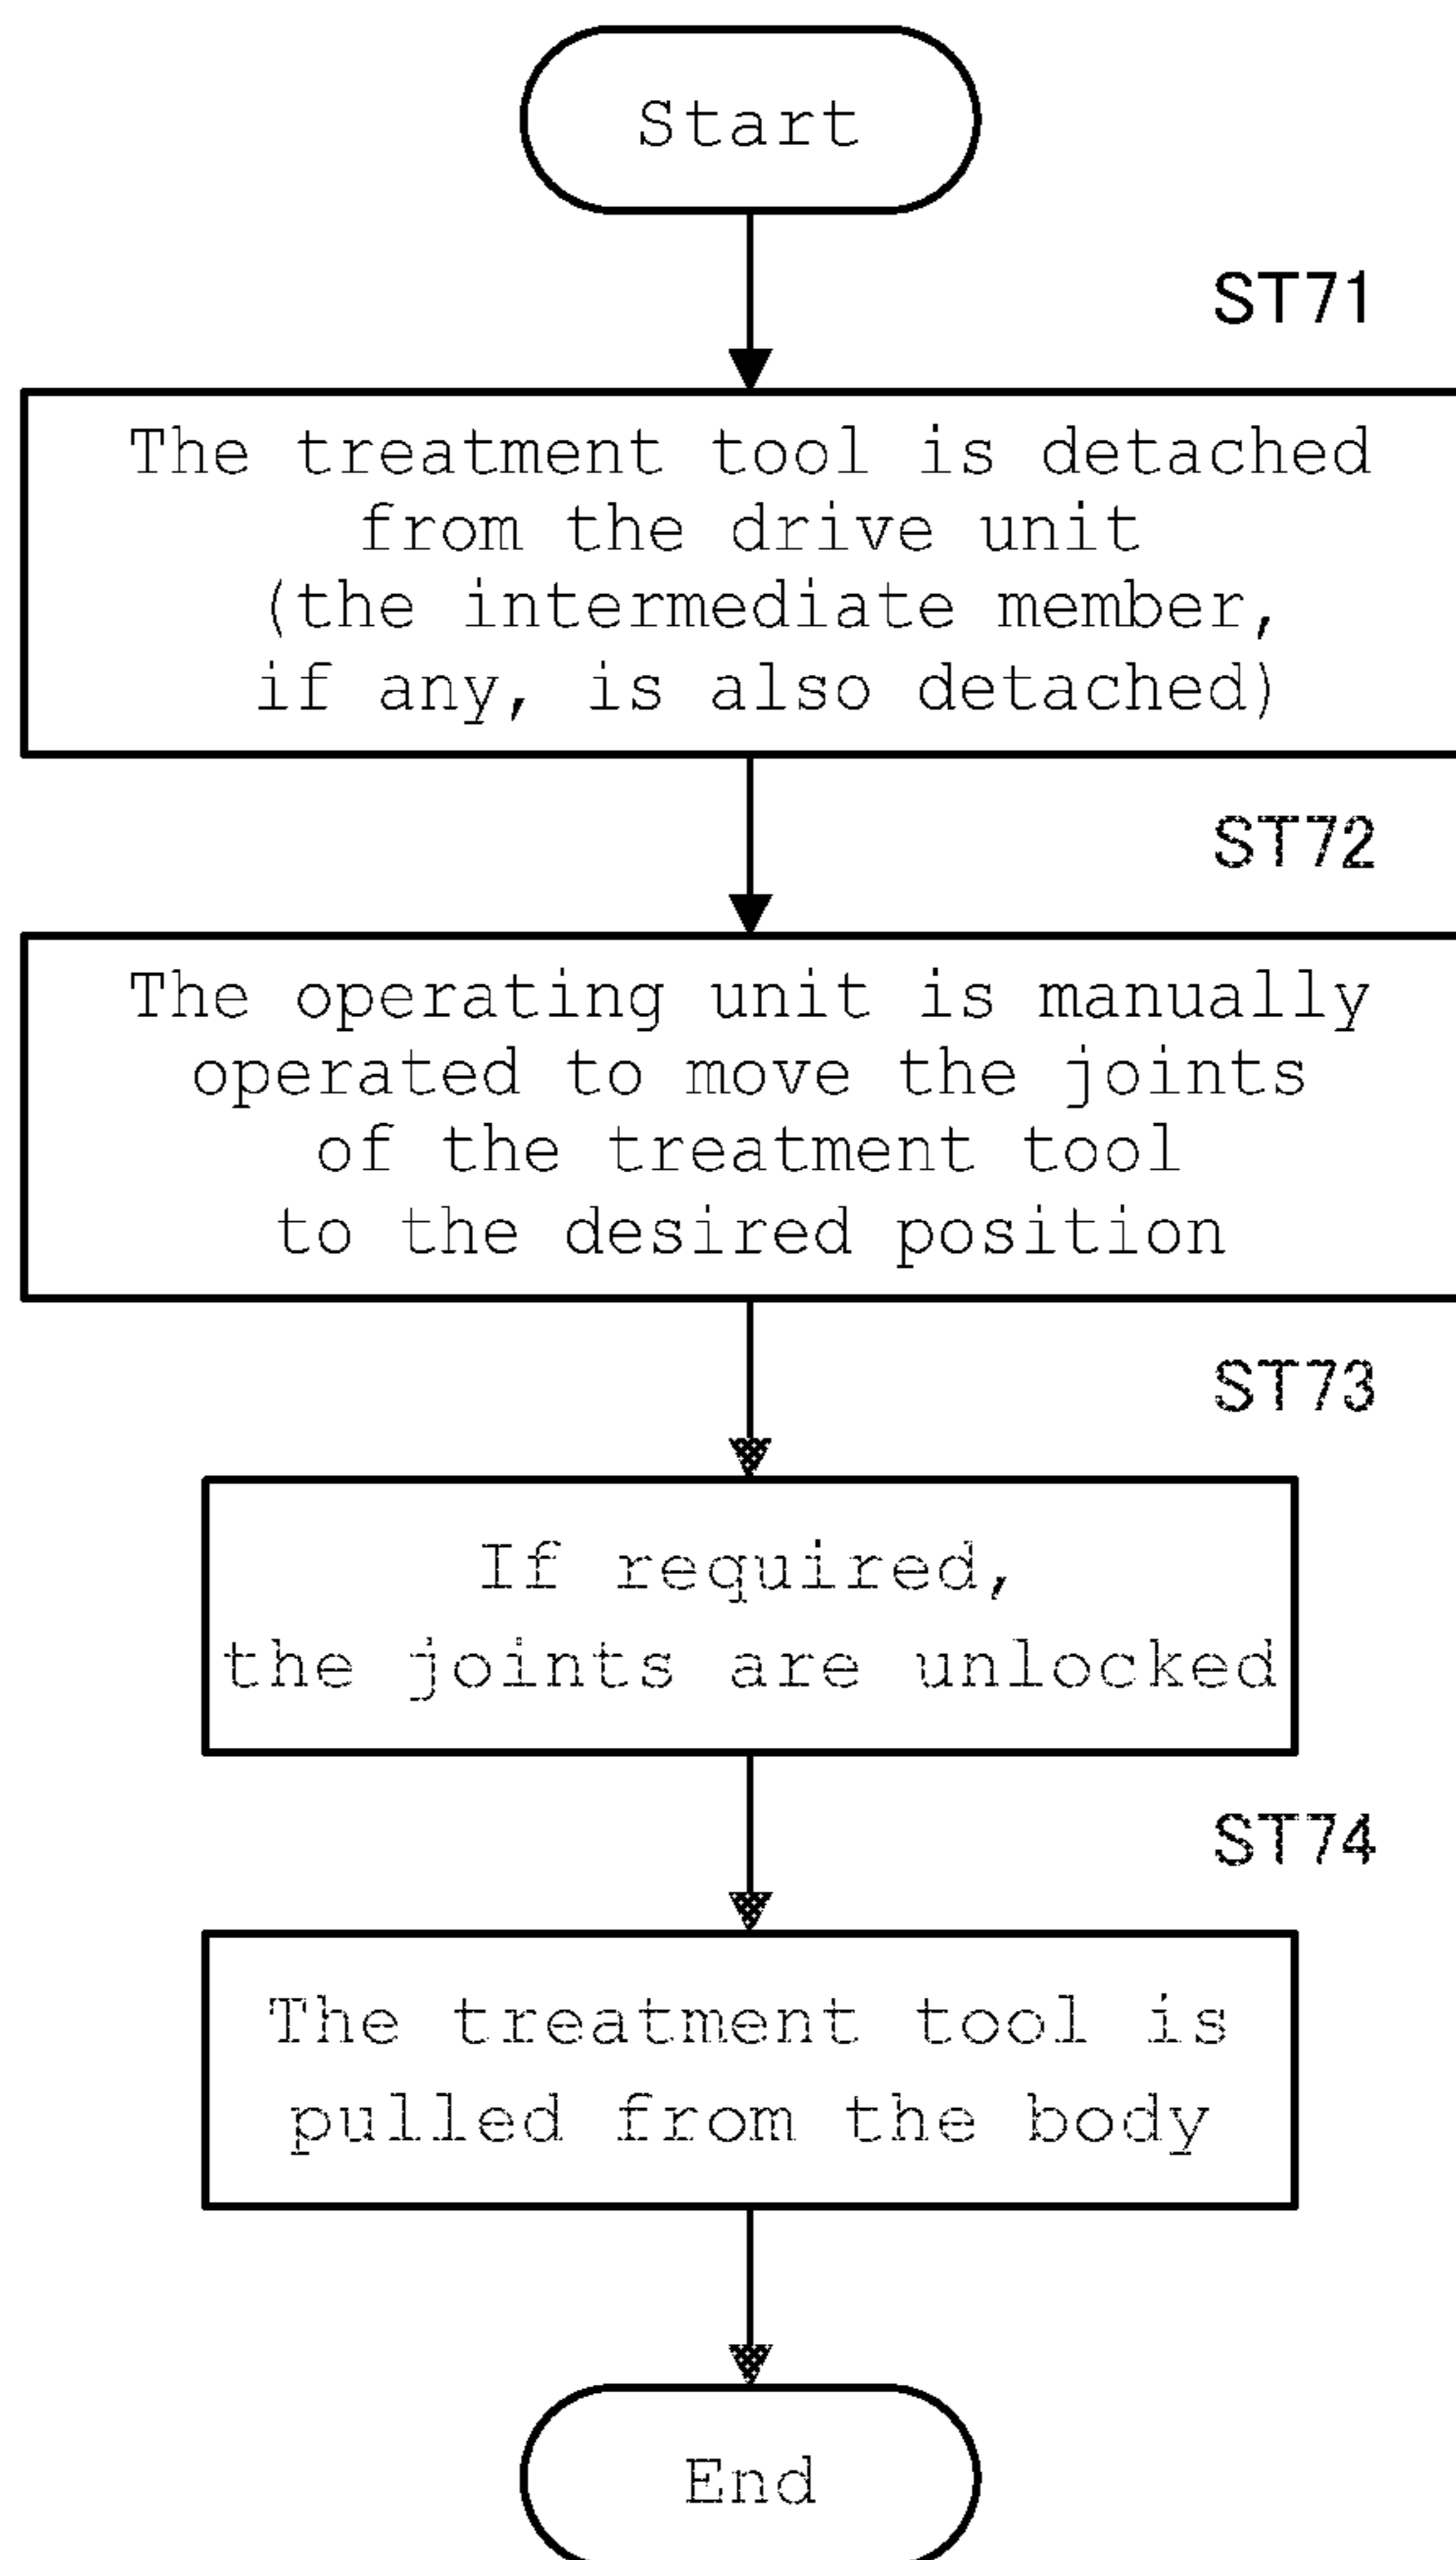 Start
ST71
The treatment tool is detached
from the drive unit
(the intermediate member,
if any, is also detached)
ST72
The operating unit is manually
operated to move the joints
of the treatment tool
to the desired position
ST73
If required,
the joints are unlocked
ST74
The treatment tool is
pulled from the body
End